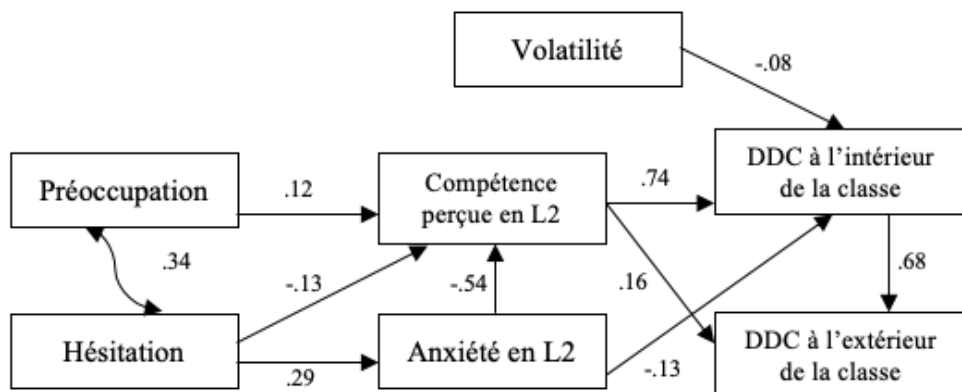 Volatilité
-.08
DDC à l'intérieur
de la classe
Préoccupation
.12
Compétence
perçue en L2
.74
.34
-.13
-.54
.16
.68
Hésitation
.29
Anxiété en L2
-.13
DDC à l'extérieur
de la classe